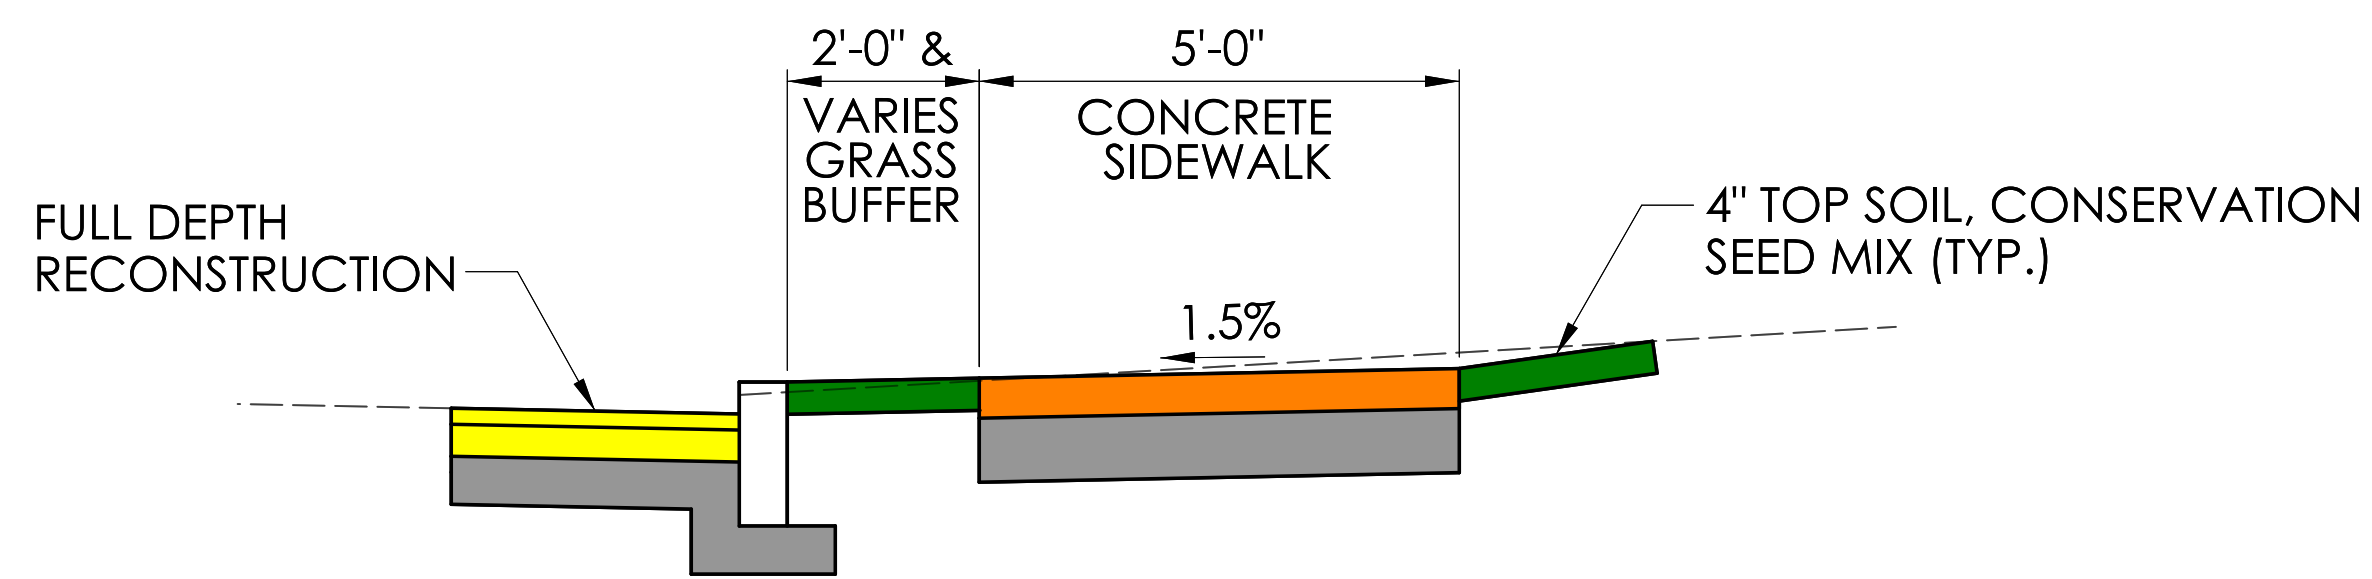 2'-0" &
VARIES
GRASS
BUFFER
5'-0"
CONCRETE
SIDEWALK
FULL DEPTH
RECONSTRUCTION
4" TOP SOIL, CONSERVATION
SEED MIX (TYP.)
1.5%